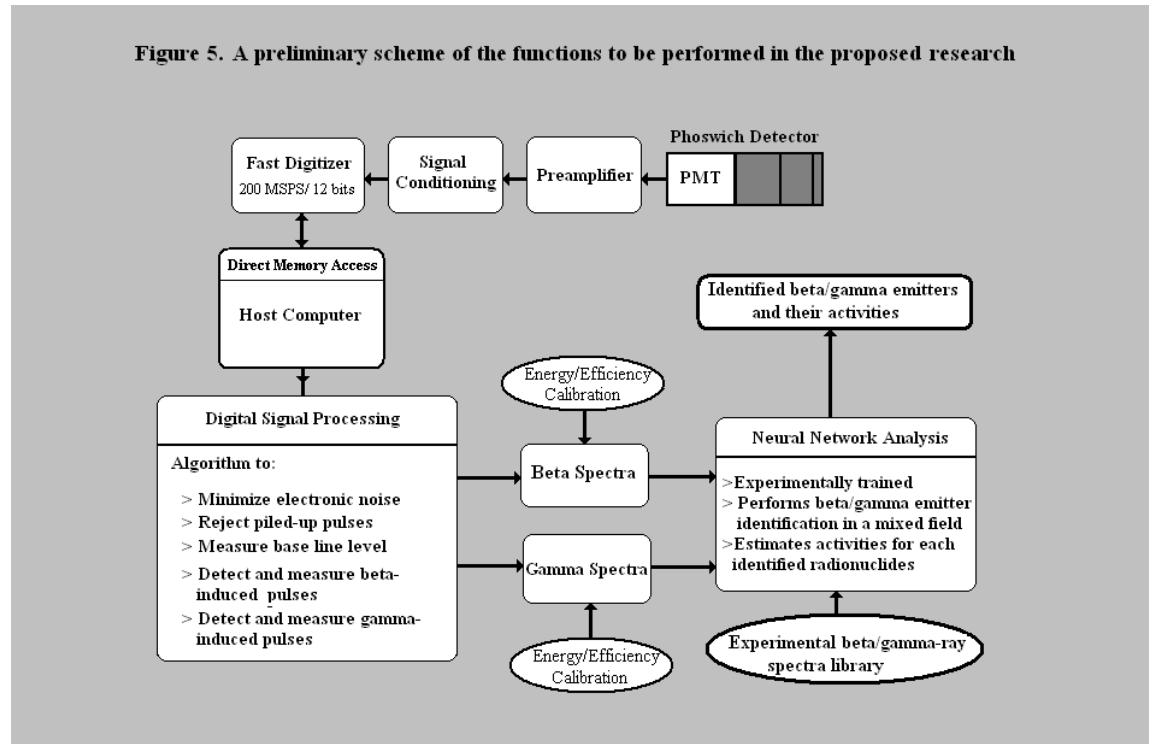 Figure 5. A preliminary scheme of the functions to be performed in the proposed research
Phoswich Detector
PMT
Preamplifier
Signal
Conditioning
Fast Digitizer
200 MSPS/ 12 bits
Direct Memory Access
Host Computer
Digital Signal Processing
Algorithm to:
> Minimize electronic noise
> Reject piled-up pulses
> Measure base line level
> Detect and measure beta-
induced pulses
> Detect and measure gamma-
induced pulses
Energy/Efficiency
Calibration
Beta Spectra
Gamma Spectra
Energy/Efficiency
Calibration
Neural Network Analysis
>Experimentally trained
> Performs beta/gamma emitter
identification in a mixed field
>Estimates activities for each
identified radionuclides
Experimental beta/gamma-ray
spectra library
Identified beta/gamma emitters
and their activities